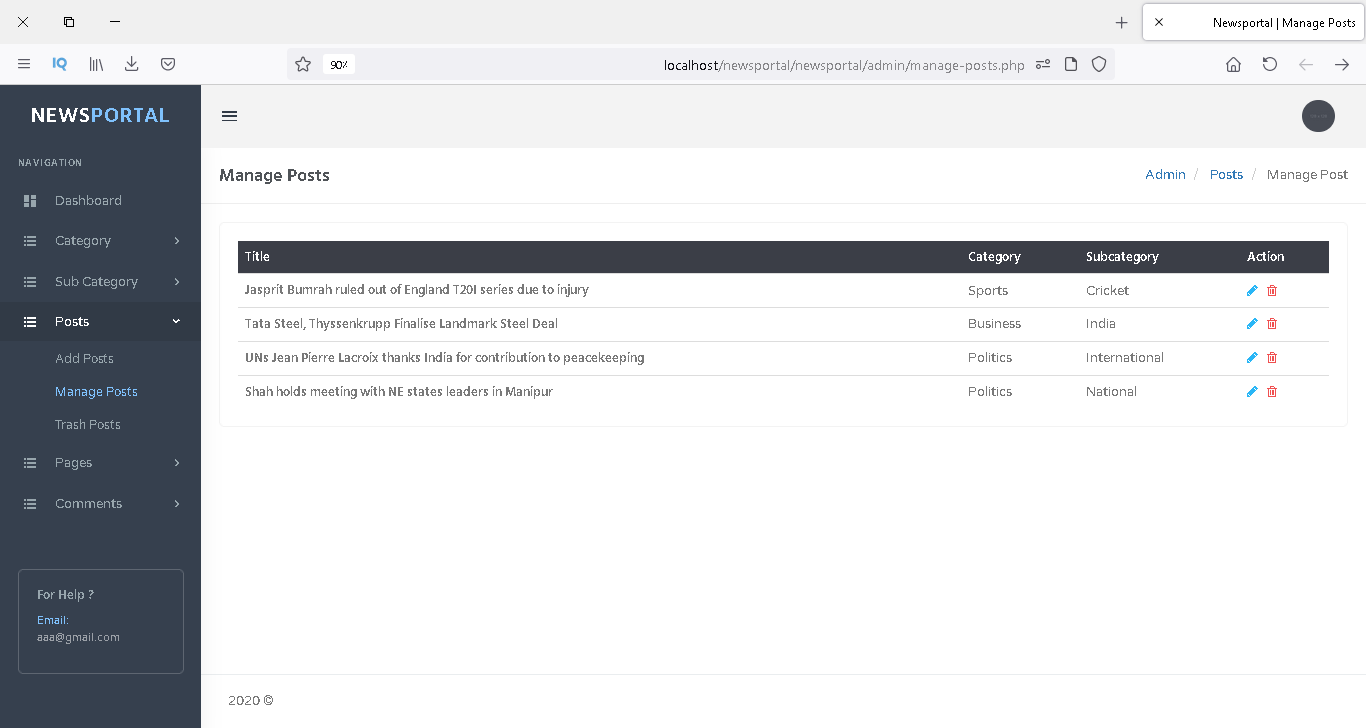 Newsportal | Manage Posts
IQ
90%
localhost/newsportal/newsportal/admin/manage-posts.php
NEWSPORTAL
NAVIGATION
Dashboard
Category
Sub Category
Posts
Add Posts
Manage Posts
Trash Posts
Pages
Comments
For Help ?
Email:
aaa@gmail.com
Manage Posts
Admin / Posts / Manage Post
Title Category Subcategory Action
Jasprit Bumrah ruled out of England T20I series due to injury Sports Cricket
Tata Steel, Thyssenkrupp Finalise Landmark Steel Deal Business India
UNs Jean Pierre Lacroix thanks India for contribution to peacekeeping Politics International
Shah holds meeting with NE states leaders in Manipur Politics National
2020 ©